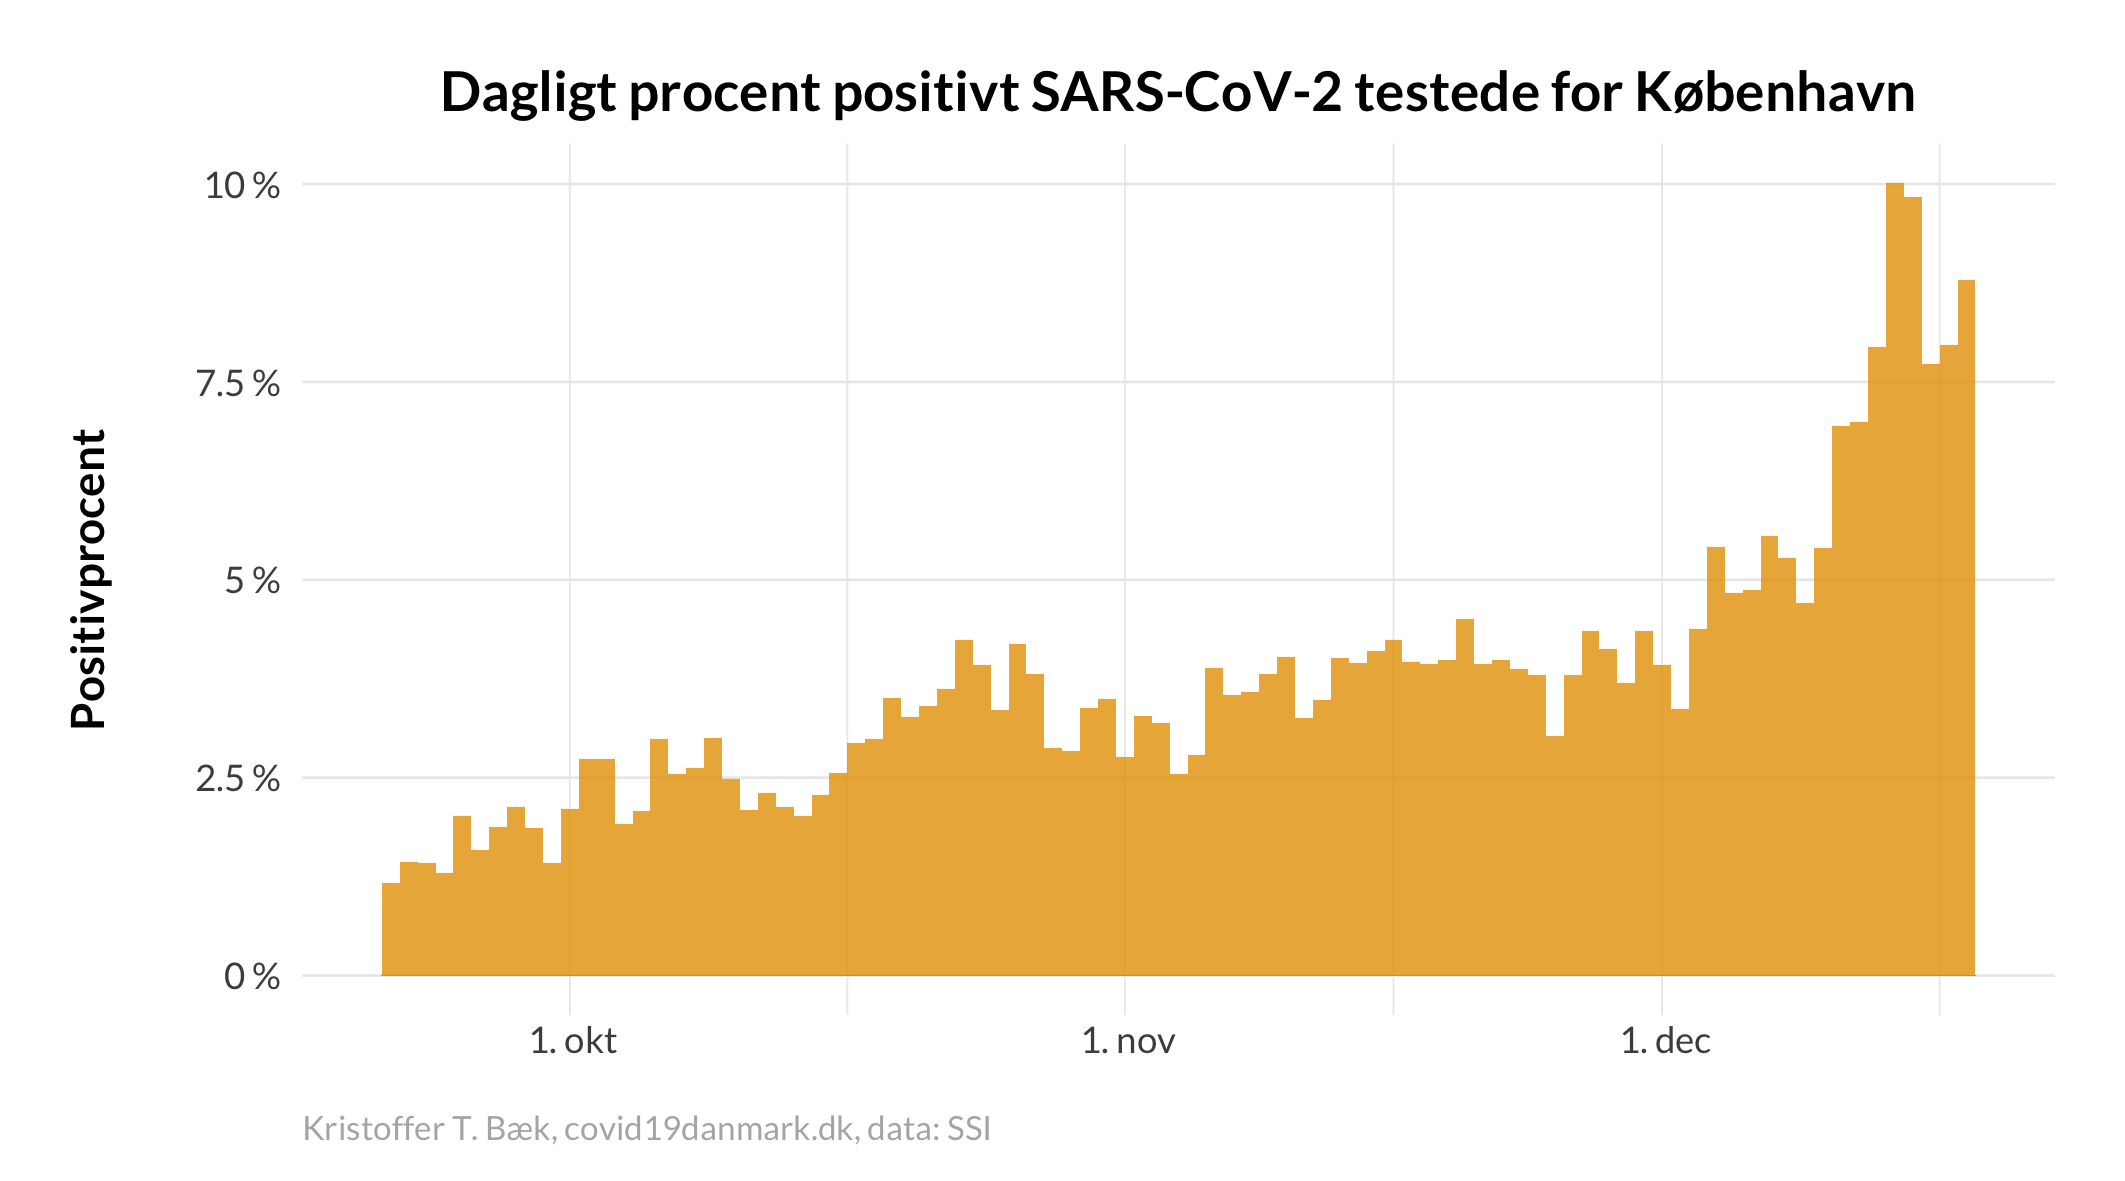 Dagligt procent positivt SARS-CoV-2 testede for København
10 %
7.5 %
5 %
2.5 %
0 %
Positivprocent
1. okt
1. nov
1. dec
Kristoffer T. Bæk, covid19danmark.dk, data: SSI